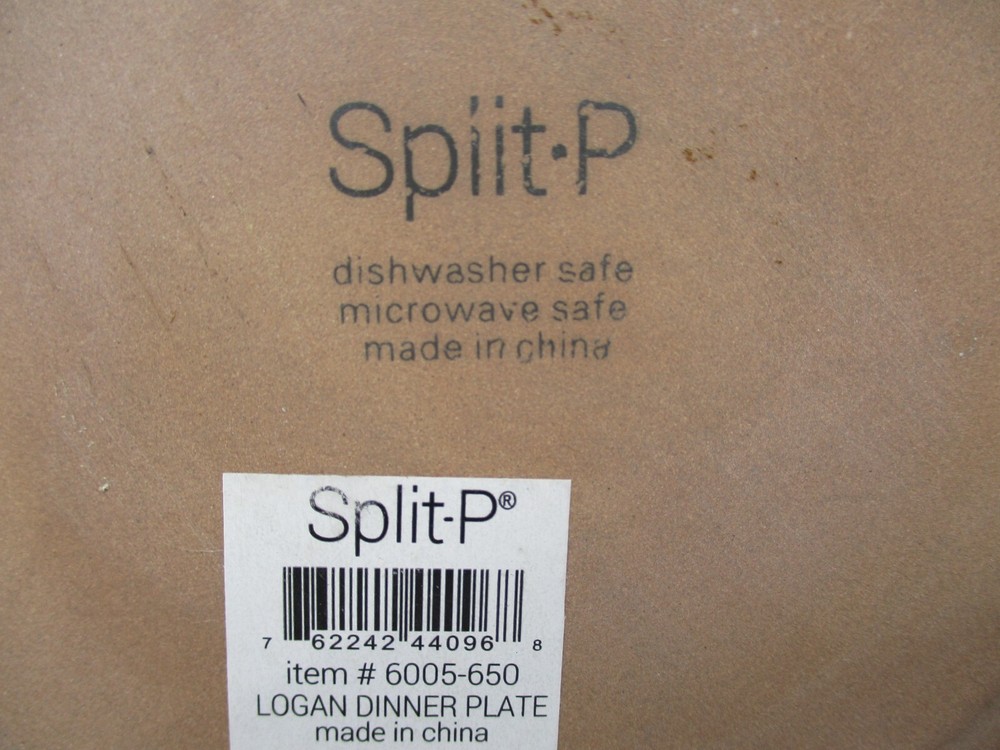 Split·P
dishwasher safe
microwave safe
made in china
Split-P®
7 62242 44096 8
item # 6005-650
LOGAN DINNER PLATE
made in china